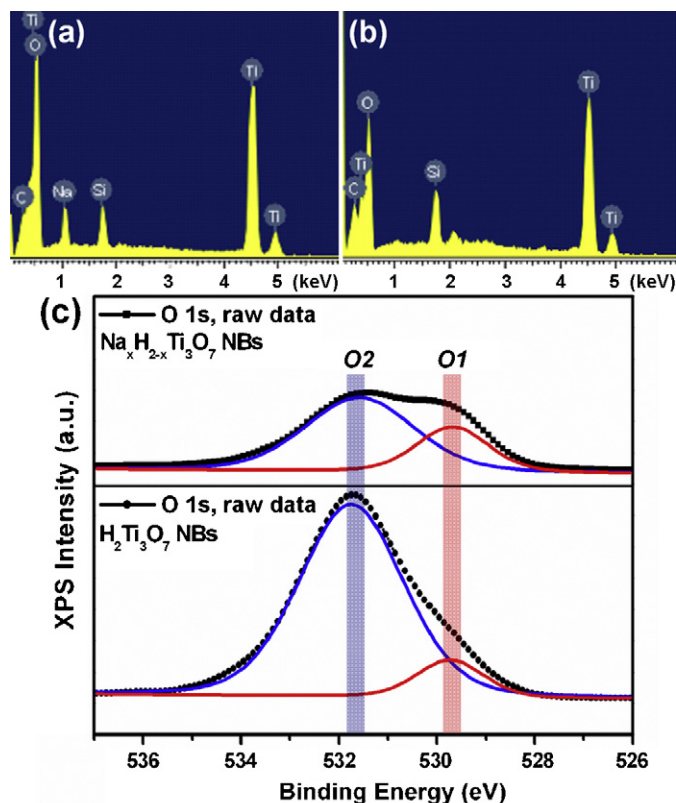 (a)
Ti
O
C
Na
Si
Ti
Ti
1 2 3 4 5 (keV)
(b)
O
Ti
C
Si
Ti
Ti
1 2 3 4 5 (keV)
(c)
O 1s, raw data
NaₓH₂₋ₓTi₃O₇ NBs
O2
O1
O 1s, raw data
H₂Ti₃O₇ NBs
XPS Intensity (a.u.)
536 534 532 530 528 526
Binding Energy (eV)